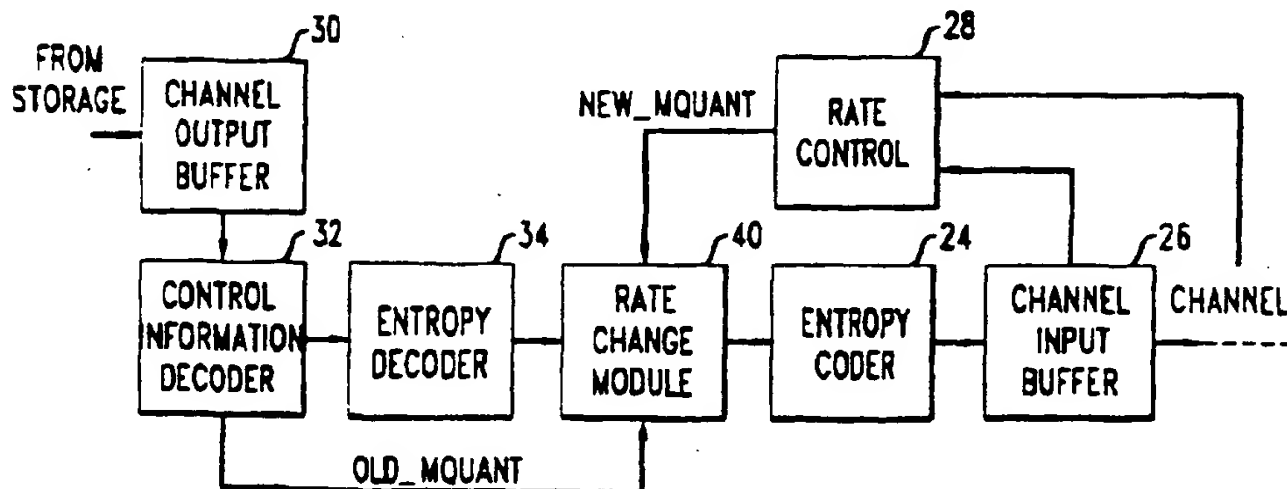 FROM
STORAGE
30
CHANNEL
OUTPUT
BUFFER
28
NEW_MQUANT
RATE
CONTROL
32
CONTROL
INFORMATION
DECODER
34
ENTROPY
DECODER
40
RATE
CHANGE
MODULE
24
ENTROPY
CODER
26
CHANNEL
INPUT
BUFFER
CHANNEL
OLD_MQUANT